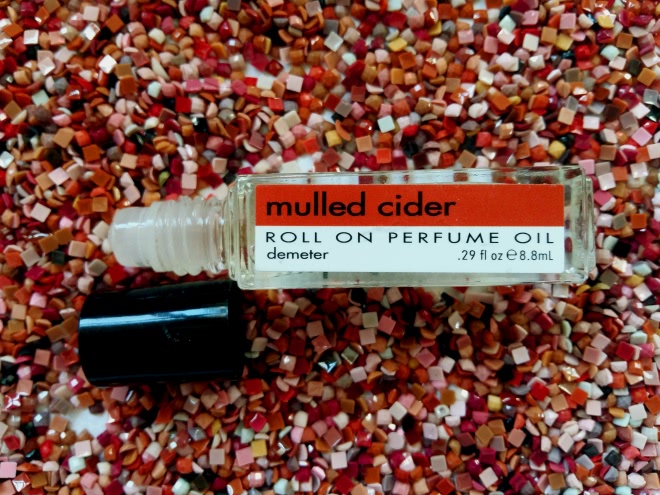 mulled cider
ROLL ON PERFUME OIL
demeter .29 fl oz ℮ 8.8mL